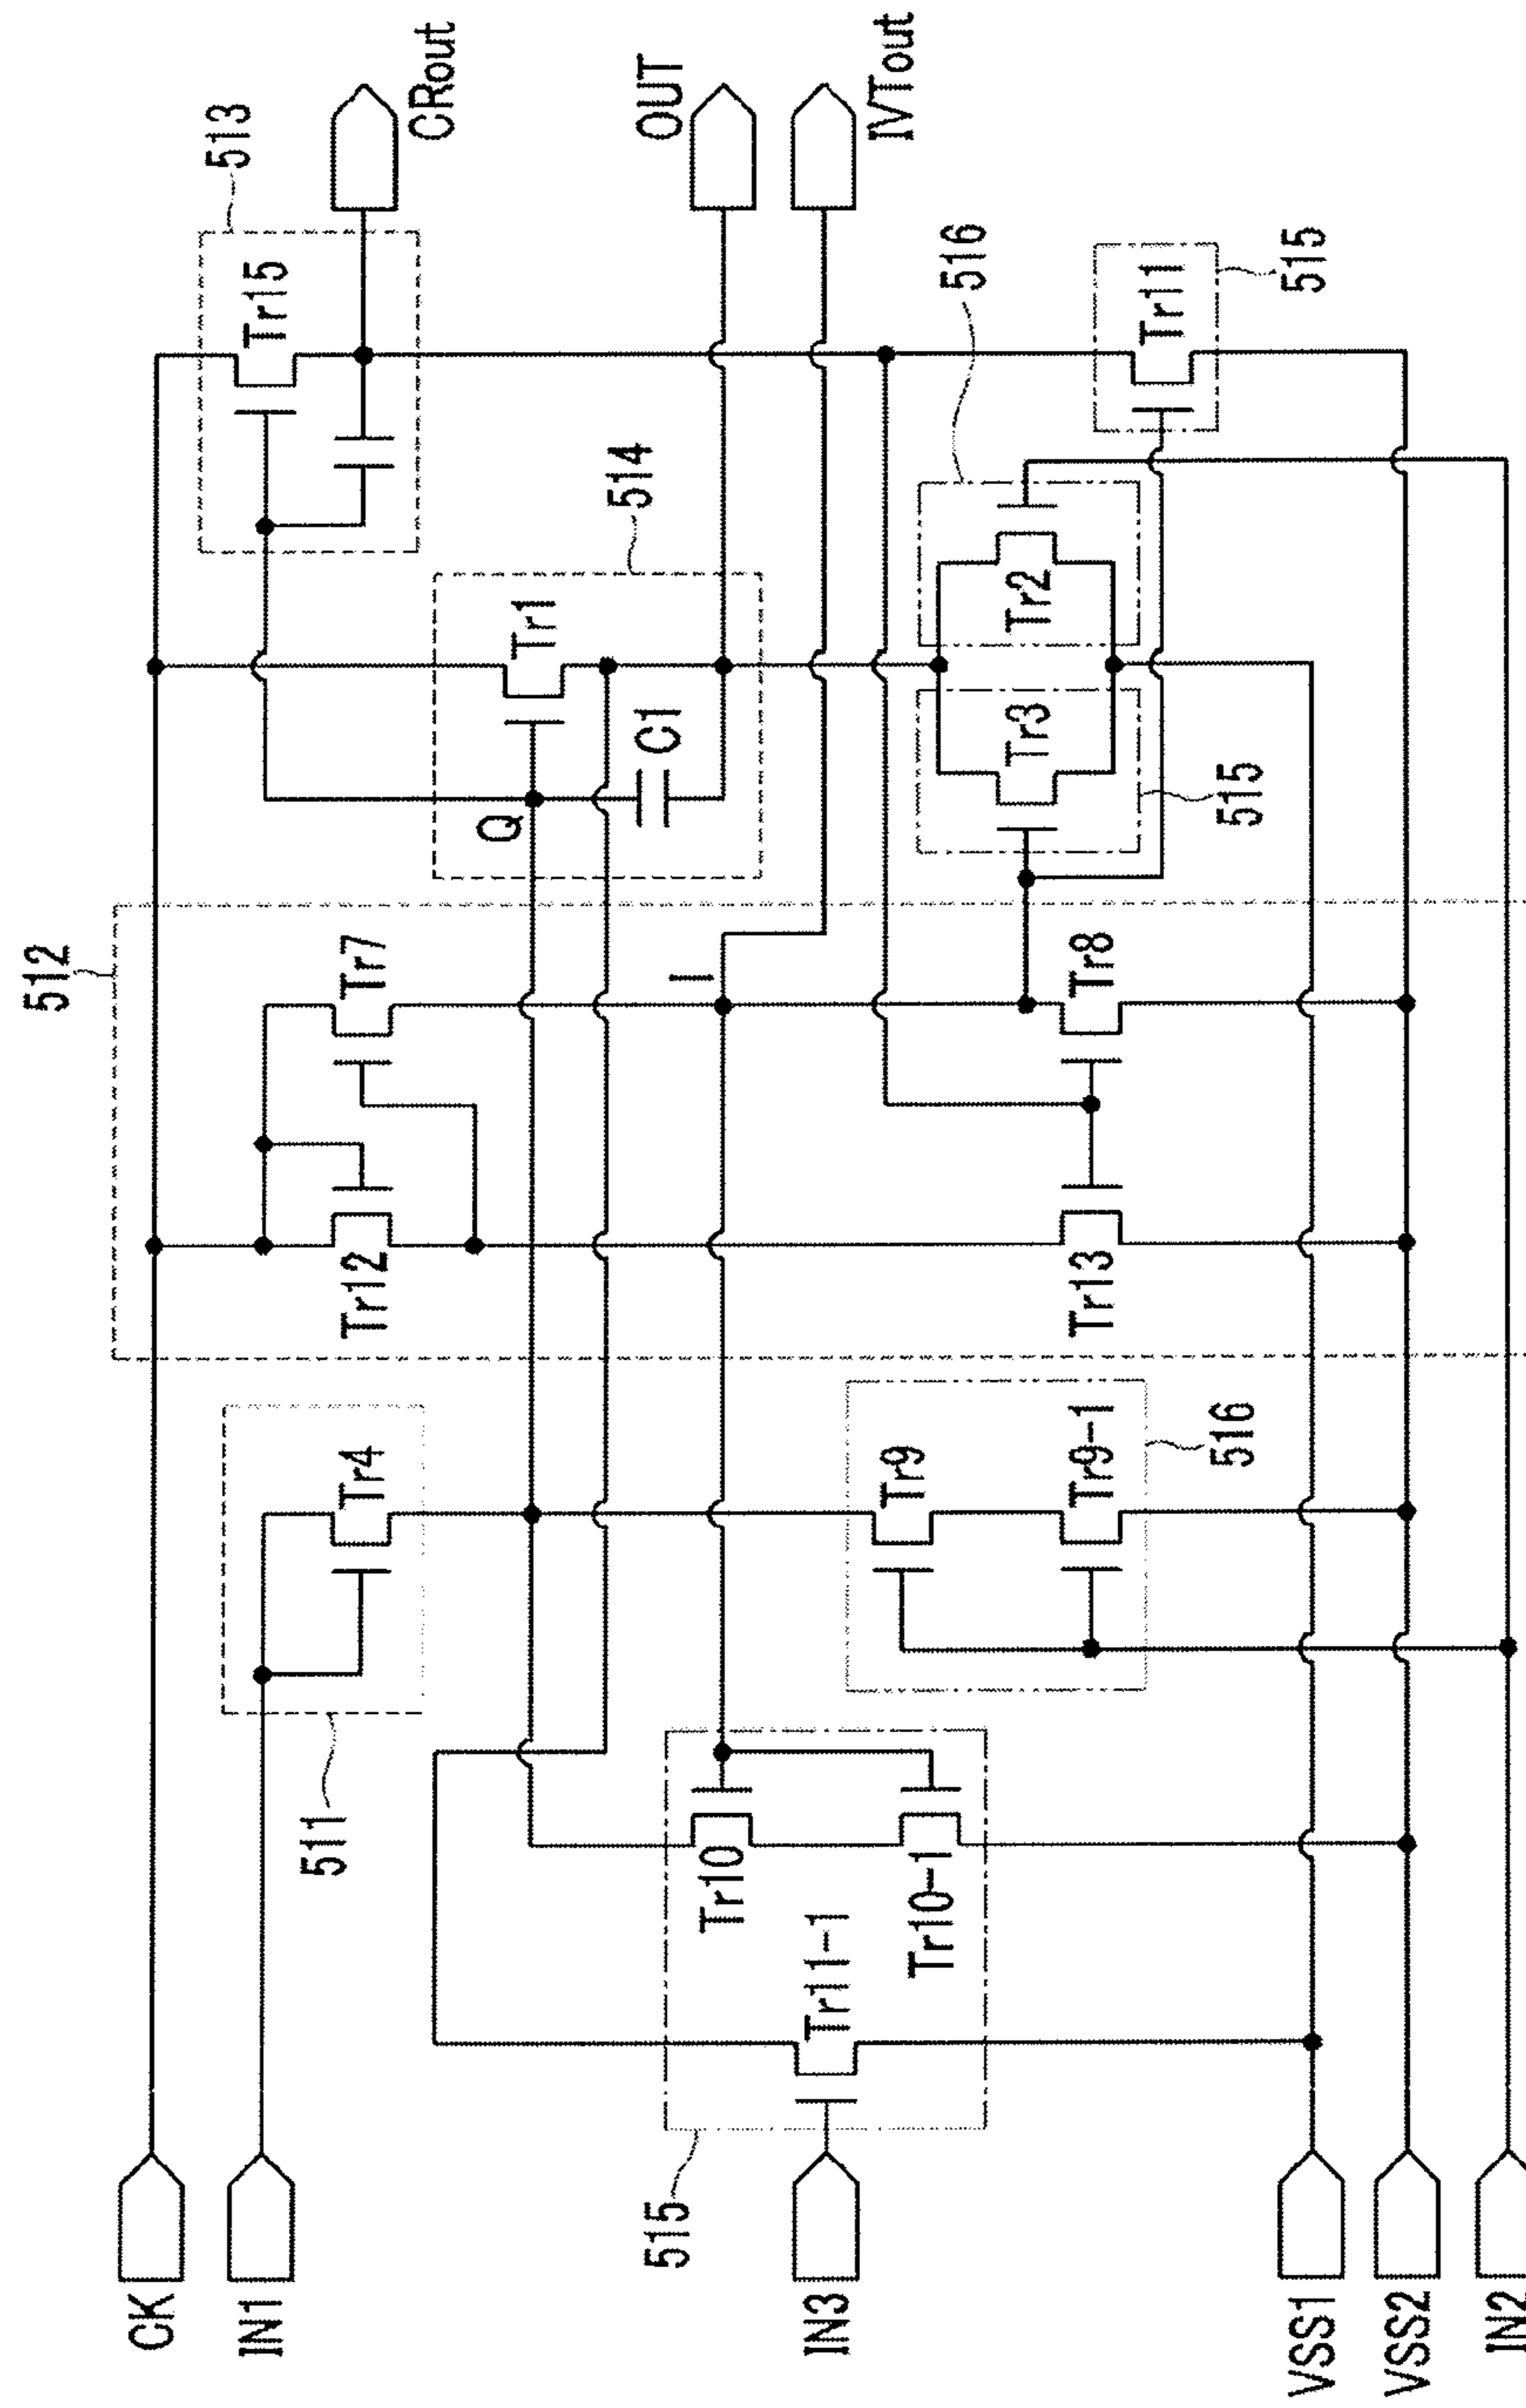 CK
IN1
IN3
VSS1
VSS2
IN2
511
515
Tr4
Tr10
Tr10-1
Tr11-1
Tr9
Tr9-1
516
512
Tr12
Tr7
Tr13
Tr8
I
Q
Tr1
C1
514
Tr3
Tr2
515
516
513
Tr15
Tr11
515
CRout
OUT
IVTout